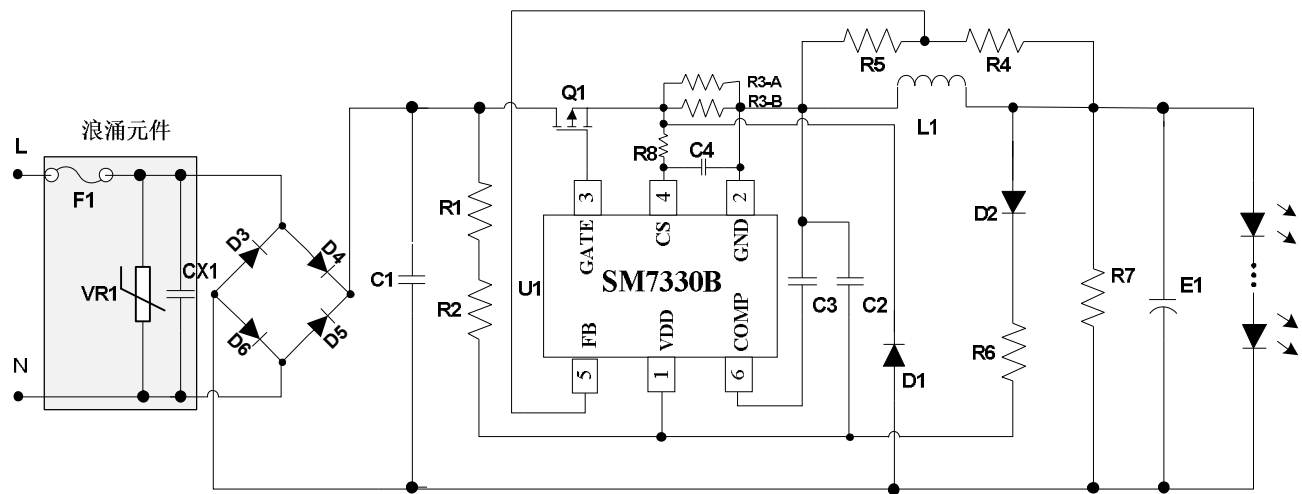 R5
R4
Q1
R3-A
R3-B
L1
浪涌元件
L
F1
R8
C4
3
4
2
R1
D2
D3
D4
GATE
CS
GND
VR1
CX1
C1
U1
SM7330B
C3
C2
R7
E1
R2
D6
D5
FB
VDD
COMP
R6
N
5
1
6
D1